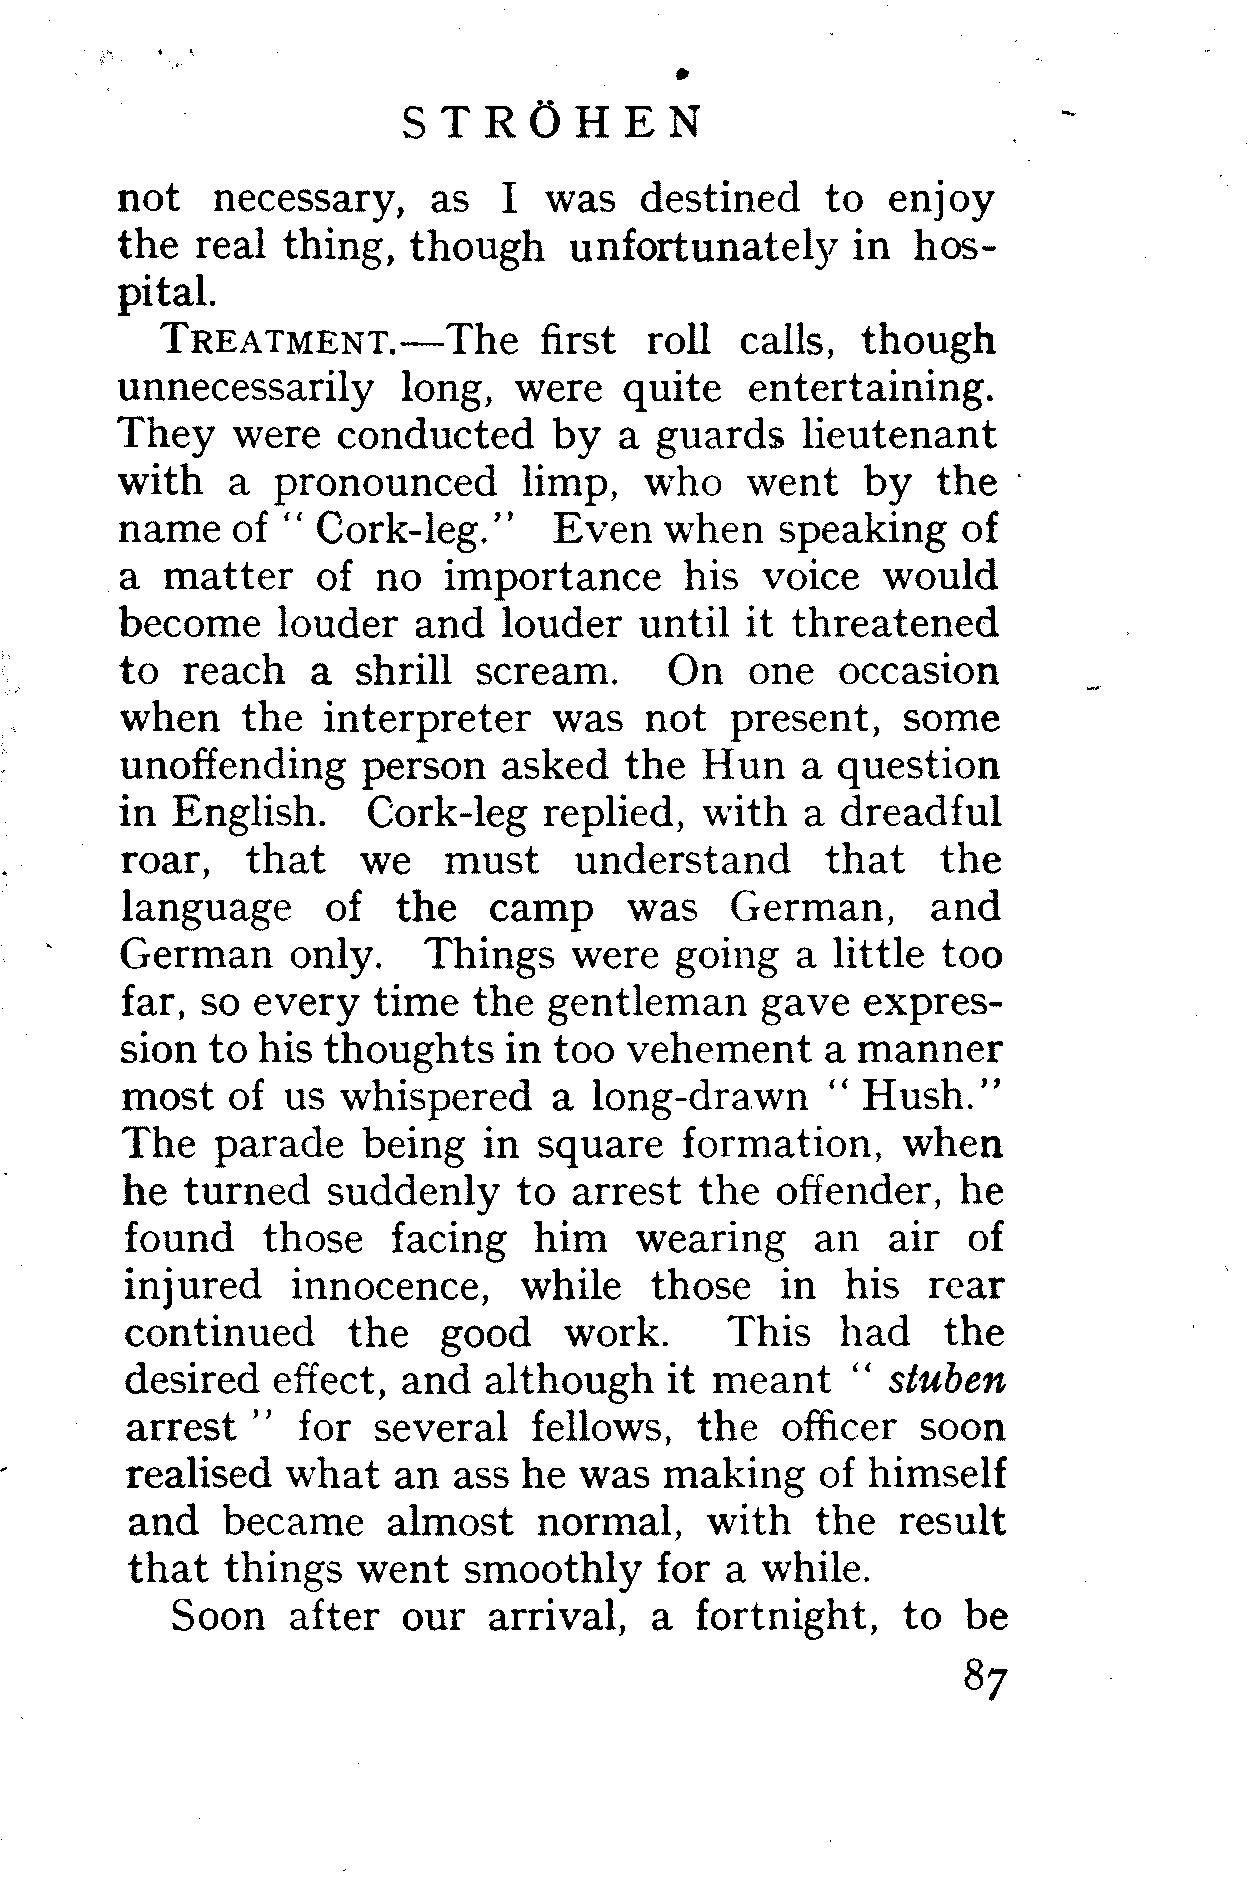 STRÖHEN
not necessary, as I was destined to enjoy
the real thing, though unfortunately in hos-
pital.
TREATMENT.—The first roll calls, though
unnecessarily long, were quite entertaining.
They were conducted by a guards lieutenant
with a pronounced limp, who went by the
name of " Cork-leg." Even when speaking of
a matter of no importance his voice would
become louder and louder until it threatened
to reach a shrill scream. On one occasion
when the interpreter was not present, some
unoffending person asked the Hun a question
in English. Cork-leg replied, with a dreadful
roar, that we must understand that the
language of the camp was German, and
German only. Things were going a little too
far, so every time the gentleman gave expres-
sion to his thoughts in too vehement a manner
most of us whispered a long-drawn " Hush."
The parade being in square formation, when
he turned suddenly to arrest the offender, he
found those facing him wearing an air of
injured innocence, while those in his rear
continued the good work. This had the
desired effect, and although it meant " stuben
arrest " for several fellows, the officer soon
realised what an ass he was making of himself
and became almost normal, with the result
that things went smoothly for a while.
Soon after our arrival, a fortnight, to be
87